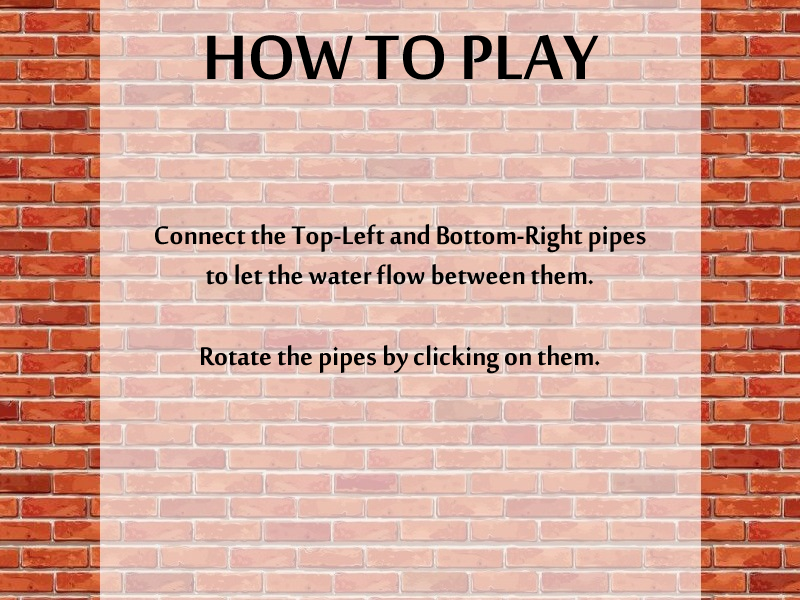 HOW TO PLAY
Connect the Top-Left and Bottom-Right pipes
to let the water flow between them.
Rotate the pipes by clicking on them.